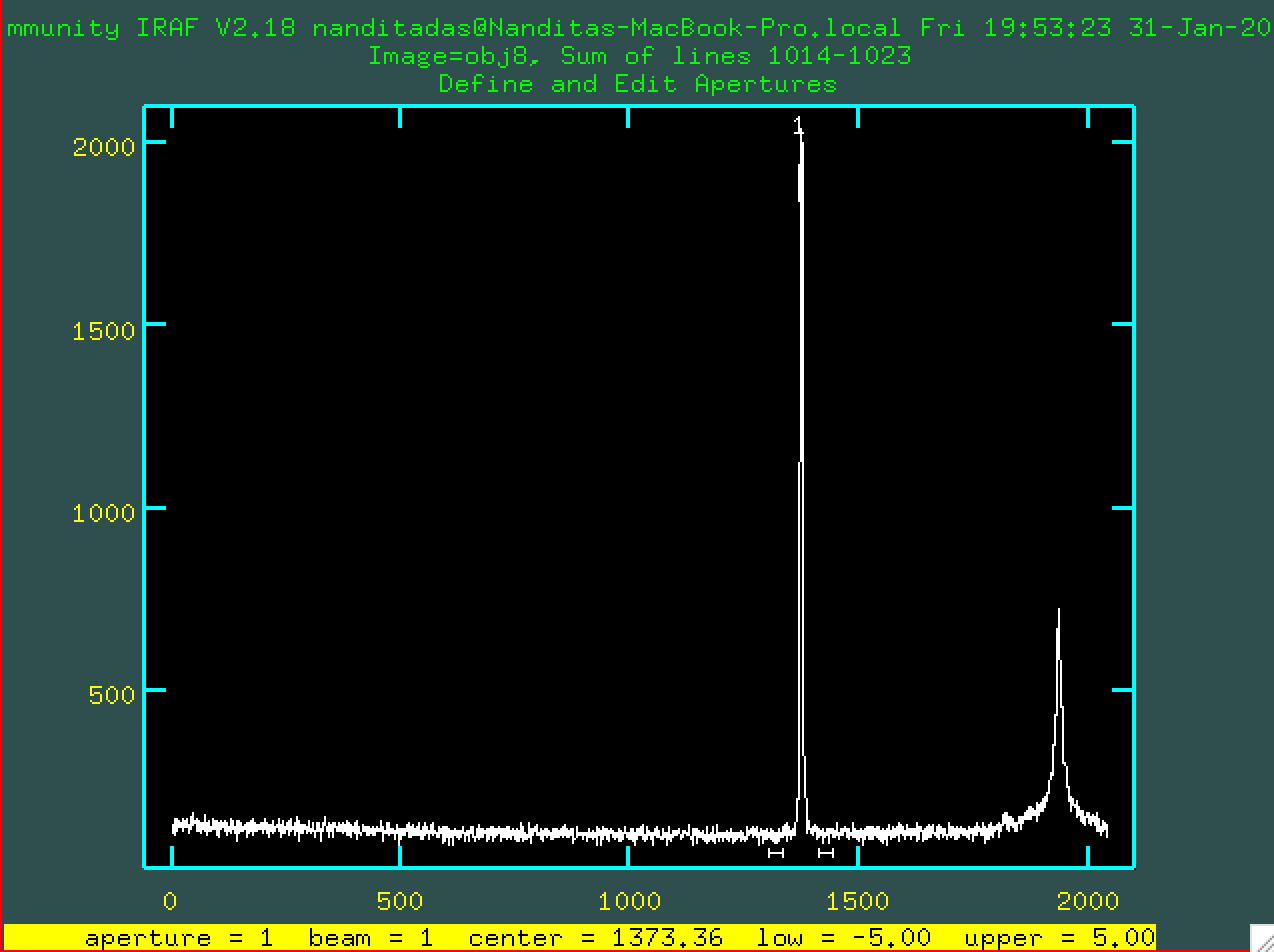 mmunity IRAF V2.18 nanditadas@Nanditas-MacBook-Pro.local Fri 19:53:23 31-Jan-20
Image=obj8, Sum of lines 1014-1023
Define and Edit Apertures
1
2000
1500
1000
500
0 500 1000 1500 2000
aperture = 1 beam = 1 center = 1373.36 low = -5.00 upper = 5.00